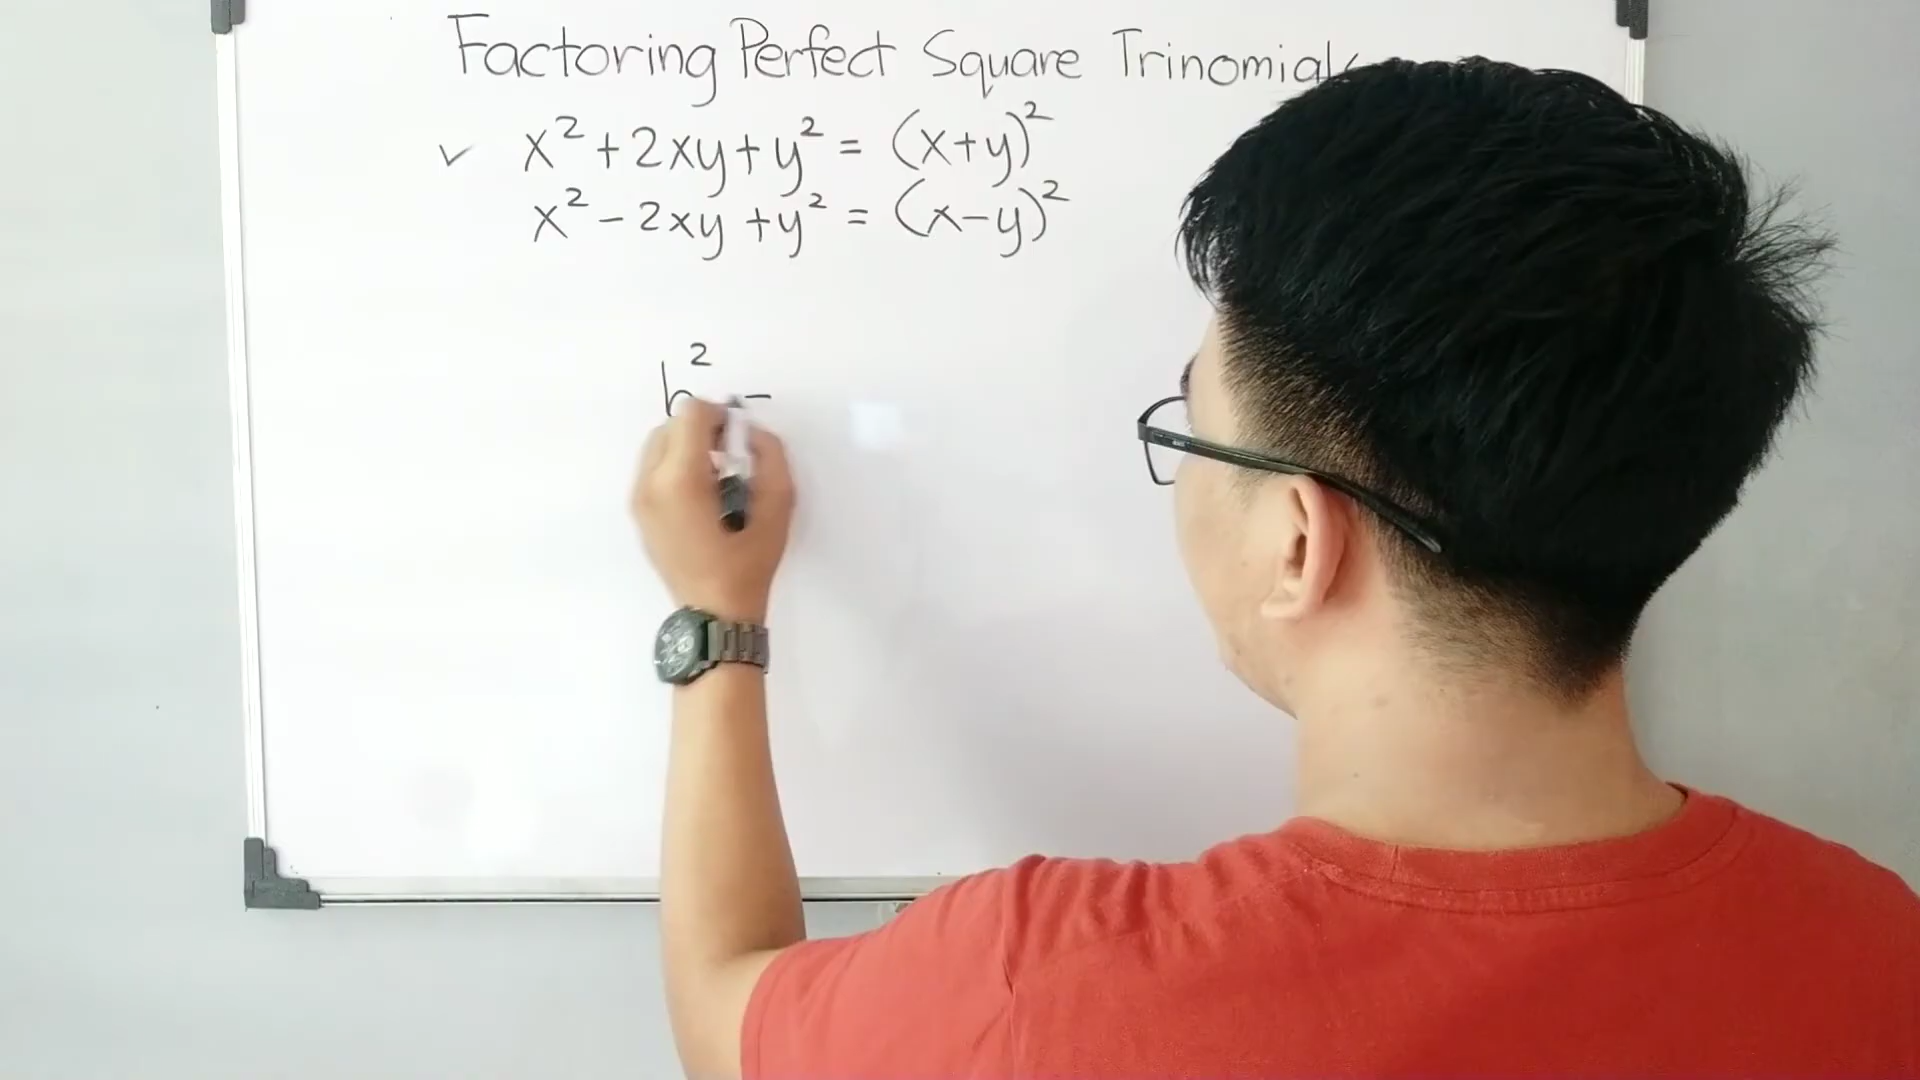 Factoring Perfect Square Trinomials
✓ x² + 2xy + y² = (x+y)²
x² - 2xy + y² = (x-y)²
b² -